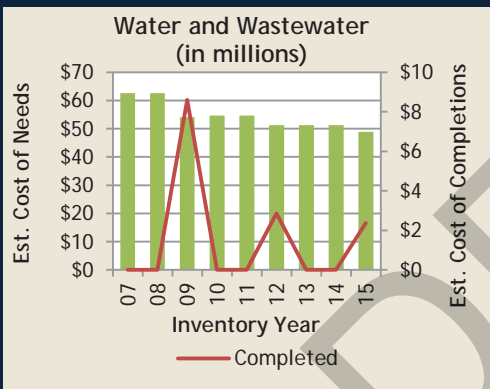 Water and Wastewater
(in millions)
Est. Cost of Needs
$70
$60
$50
$40
$30
$20
$10
$0
$10
$8
$6
$4
$2
$0
Est. Cost of Completions
07 08 09 10 11 12 13 14 15
Inventory Year
Completed